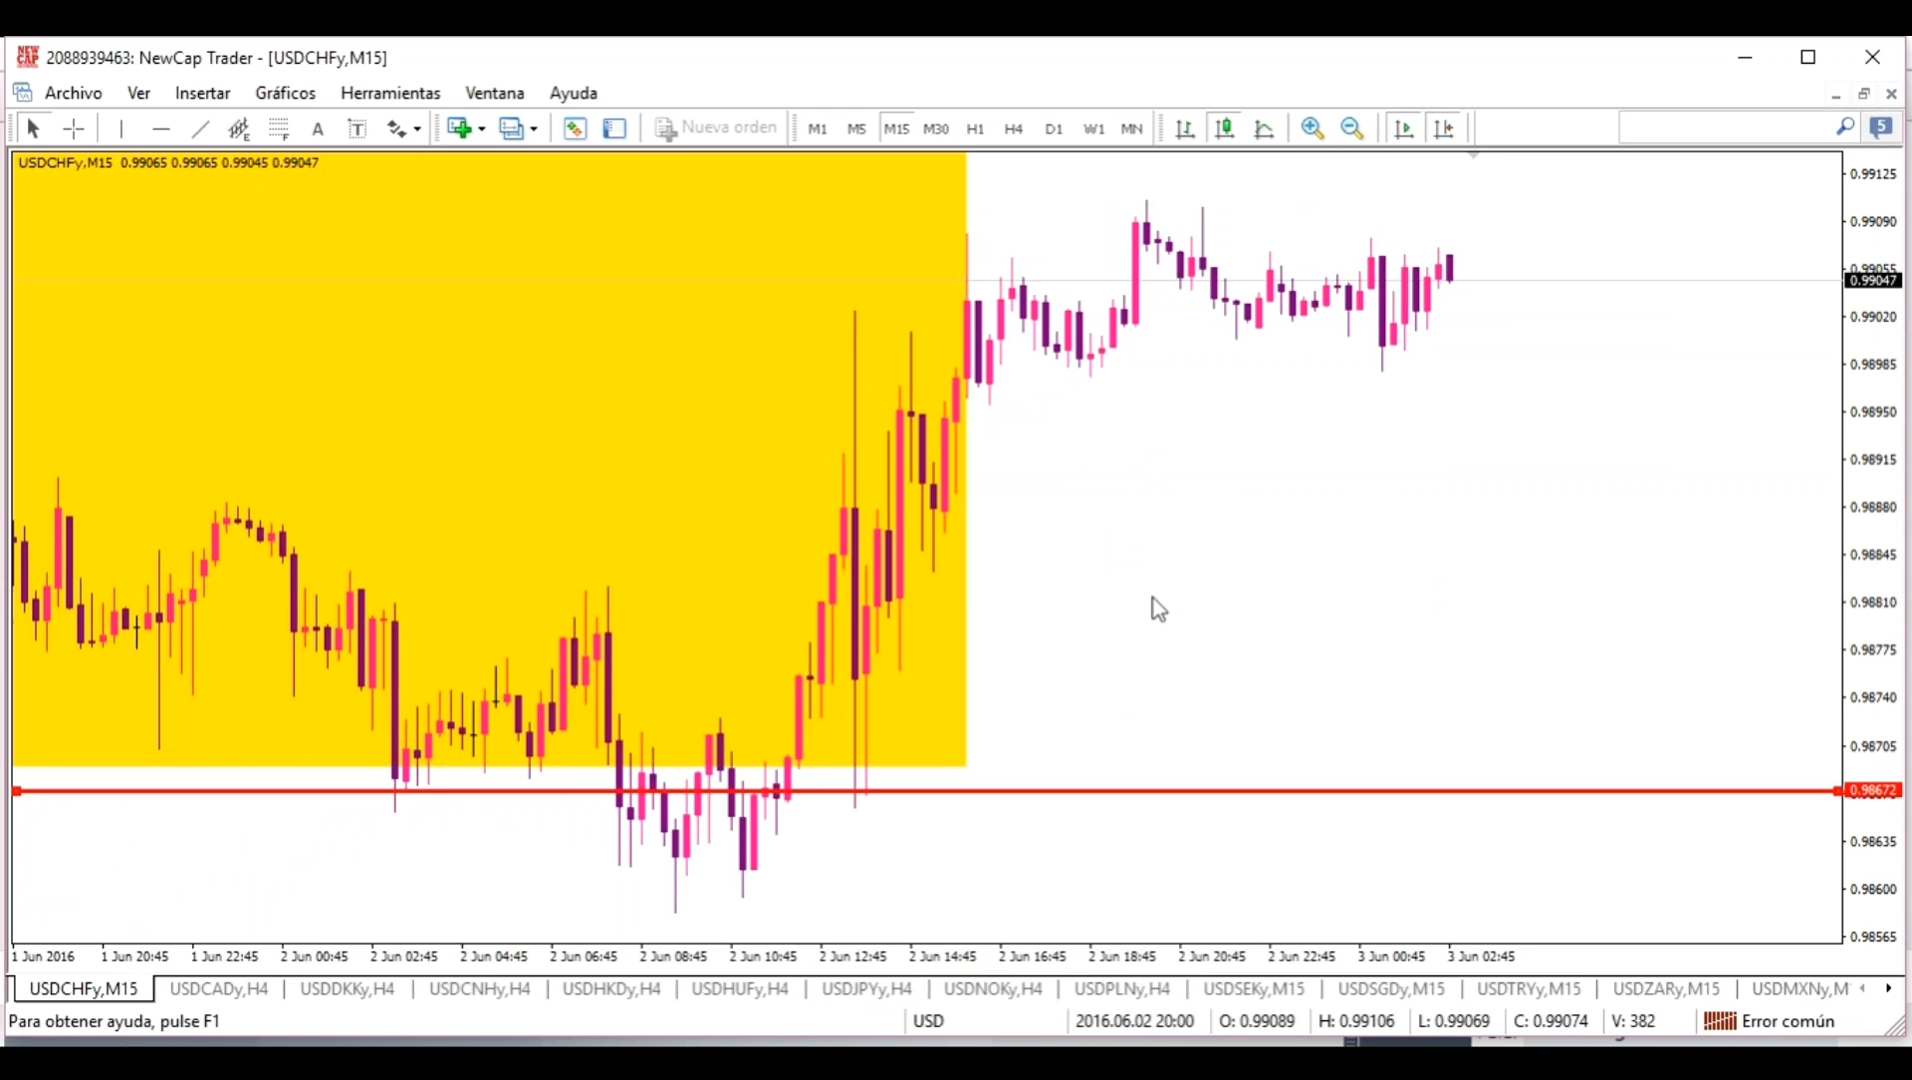 NEW
CAP
2088939463: NewCap Trader - [USDCHFy,M15]
Archivo Ver Insertar Gráficos Herramientas Ventana Ayuda
E F A T Nueva orden M1 M5 M15 M30 H1 H4 D1 W1 MN 5
USDCHFy,M15 0.99065 0.99065 0.99045 0.99047
0.99125
0.99090
0.99055
0.99047
0.99020
0.98985
0.98950
0.98915
0.98880
0.98845
0.98810
0.98775
0.98740
0.98705
0.98672
0.98635
0.98600
0.98565
1 Jun 2016 1 Jun 20:45 1 Jun 22:45 2 Jun 00:45 2 Jun 02:45 2 Jun 04:45 2 Jun 06:45 2 Jun 08:45 2 Jun 10:45 2 Jun 12:45 2 Jun 14:45 2 Jun 16:45 2 Jun 18:45 2 Jun 20:45 2 Jun 22:45 3 Jun 00:45 3 Jun 02:45
USDCHFy,M15 USDCADy,H4 USDDKKy,H4 USDCNHy,H4 USDHKDy,H4 USDHUFy,H4 USDJPYy,H4 USDNOKy,H4 USDPLNy,H4 USDSEKy,M15 USDSGDy,M15 USDTRYy,M15 USDZARy,M15 USDMXNy,M
Para obtener ayuda, pulse F1 USD 2016.06.02 20:00 O: 0.99089 H: 0.99106 L: 0.99069 C: 0.99074 V: 382 Error común